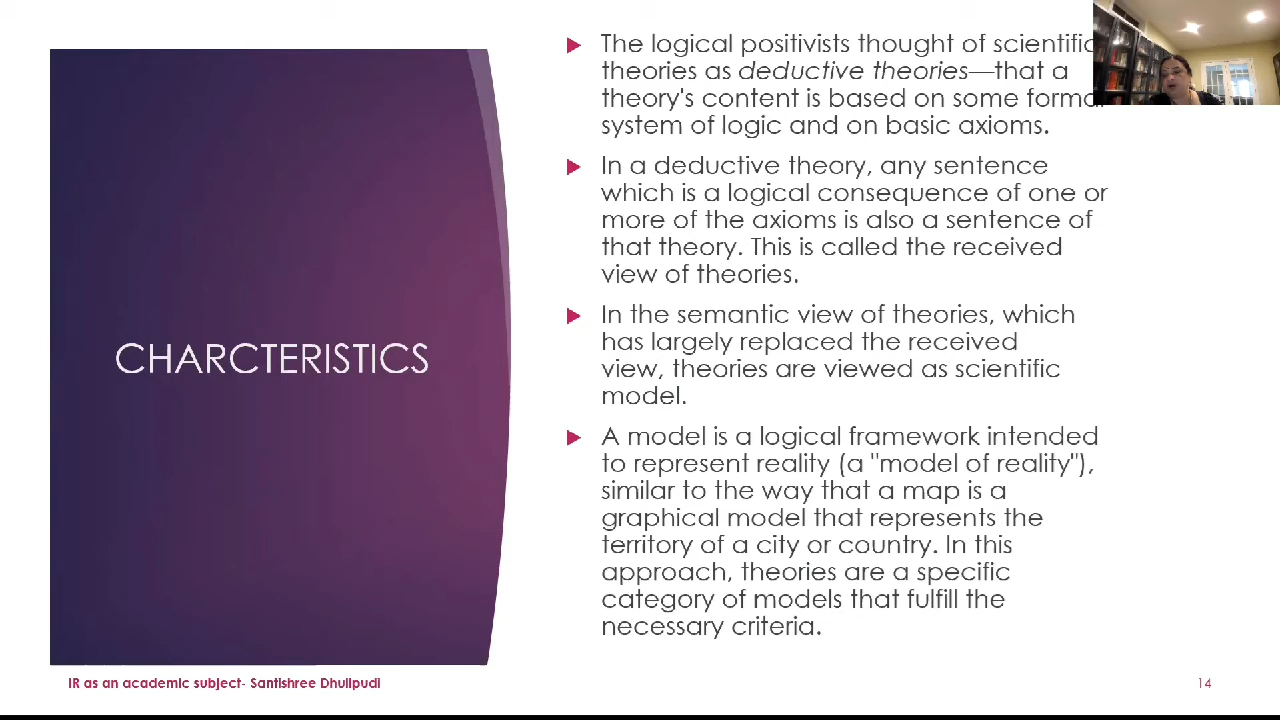 CHARCTERISTICS
The logical positivists thought of scientific
theories as deductive theories—that a
theory's content is based on some formal
system of logic and on basic axioms.
In a deductive theory, any sentence
which is a logical consequence of one or
more of the axioms is also a sentence of
that theory. This is called the received
view of theories.
In the semantic view of theories, which
has largely replaced the received
view, theories are viewed as scientific
model.
A model is a logical framework intended
to represent reality (a "model of reality"),
similar to the way that a map is a
graphical model that represents the
territory of a city or country. In this
approach, theories are a specific
category of models that fulfill the
necessary criteria.
IR as an academic subject- Santishree Dhulipudi
14